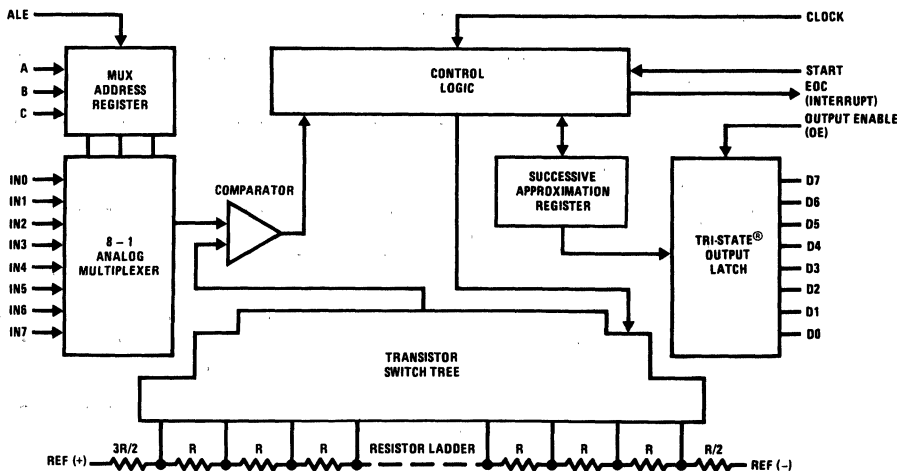 ALE
CLOCK
A
B
C
MUX
ADDRESS
REGISTER
CONTROL
LOGIC
START
EOC
(INTERRUPT)
OUTPUT ENABLE
(OE)
IN0
IN1
IN2
IN3
IN4
IN5
IN6
IN7
8 – 1
ANALOG
MULTIPLEXER
COMPARATOR
SUCCESSIVE
APPROXIMATION
REGISTER
TRI-STATE®
OUTPUT
LATCH
D7
D6
D5
D4
D3
D2
D1
D0
TRANSISTOR
SWITCH TREE
REF (+) 3R/2 R R R RESISTOR LADDER R R R R/2 REF (–)